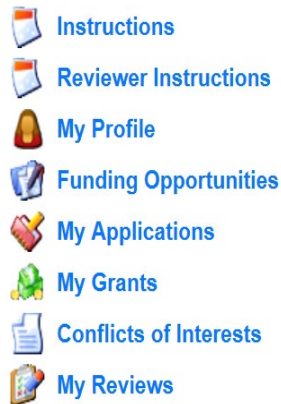 Instructions
Reviewer Instructions
My Profile
Funding Opportunities
My Applications
My Grants
Conflicts of Interests
My Reviews